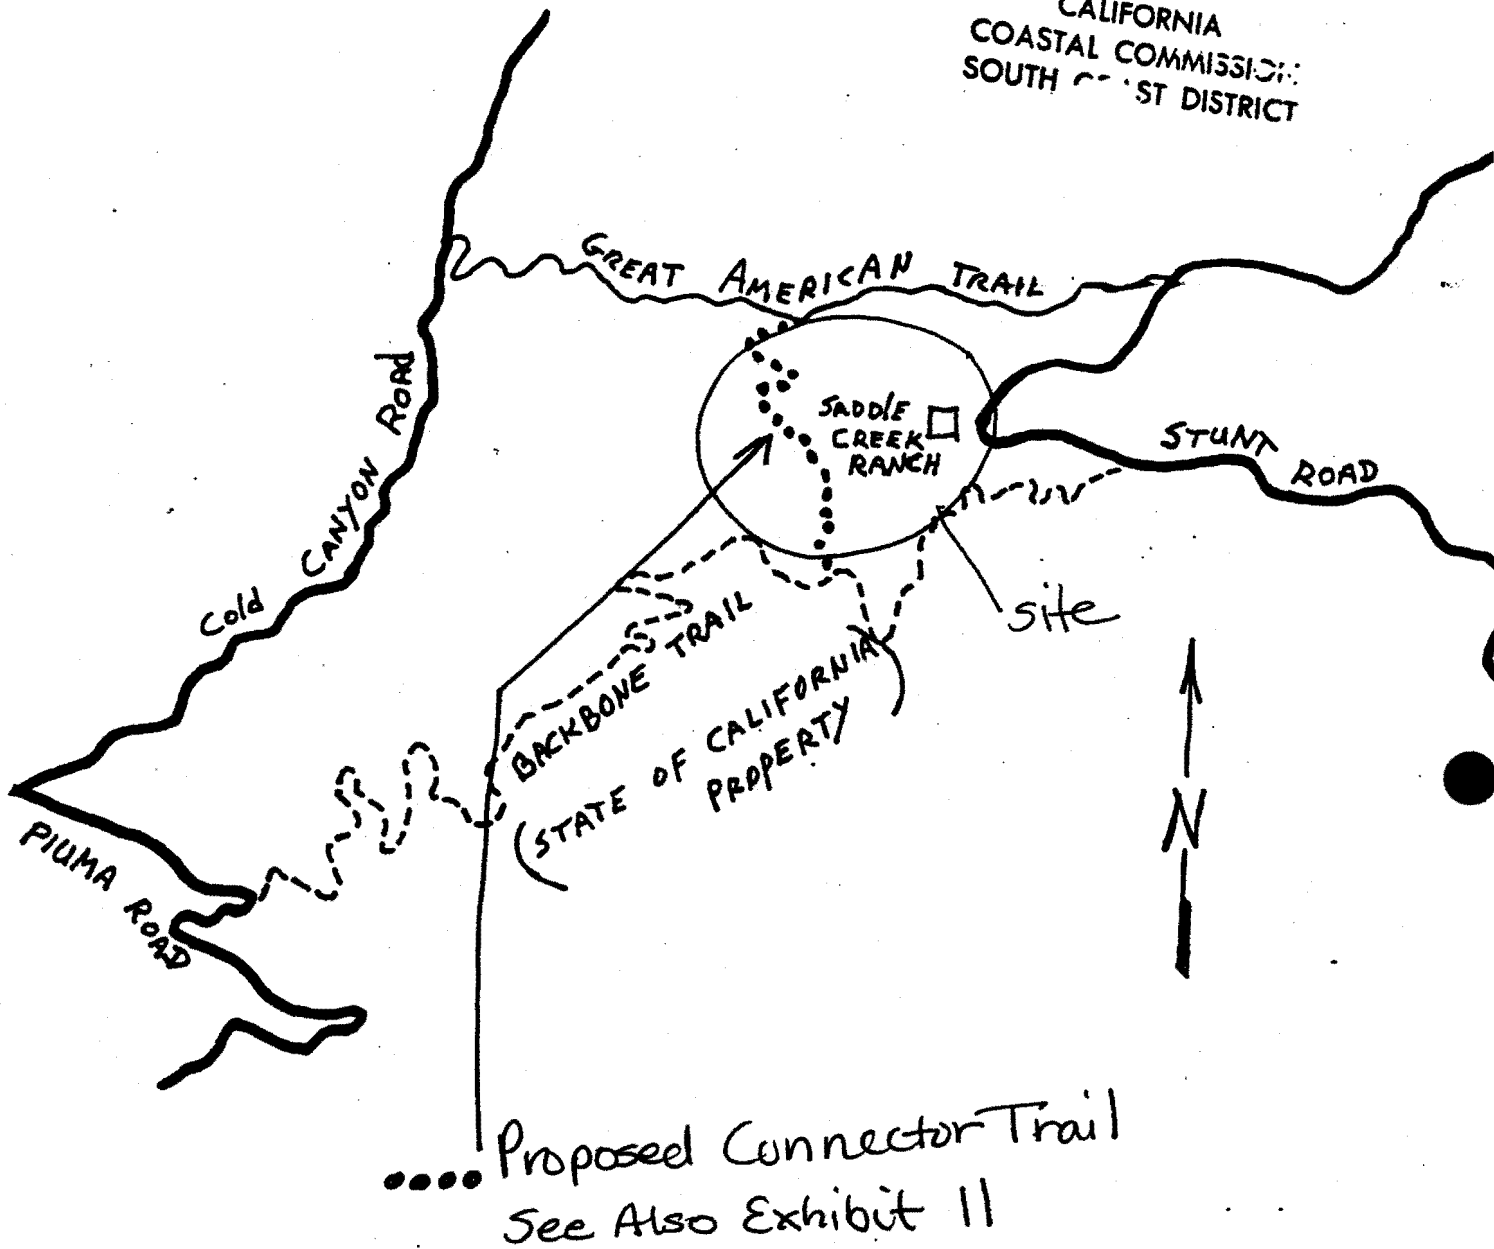 CALIFORNIA
COASTAL COMMISSION
SOUTH DISTRICT
GREAT AMERICAN TRAIL
SADDLE
CREEK
RANCH
STUNT ROAD
Cold CANYON ROAD
site
BACKBONE TRAIL
(STATE OF CALIFORNIA)
PROPERTY
PIUMA ROAD
N
Proposed Connector Trail
See Also Exhibit 11